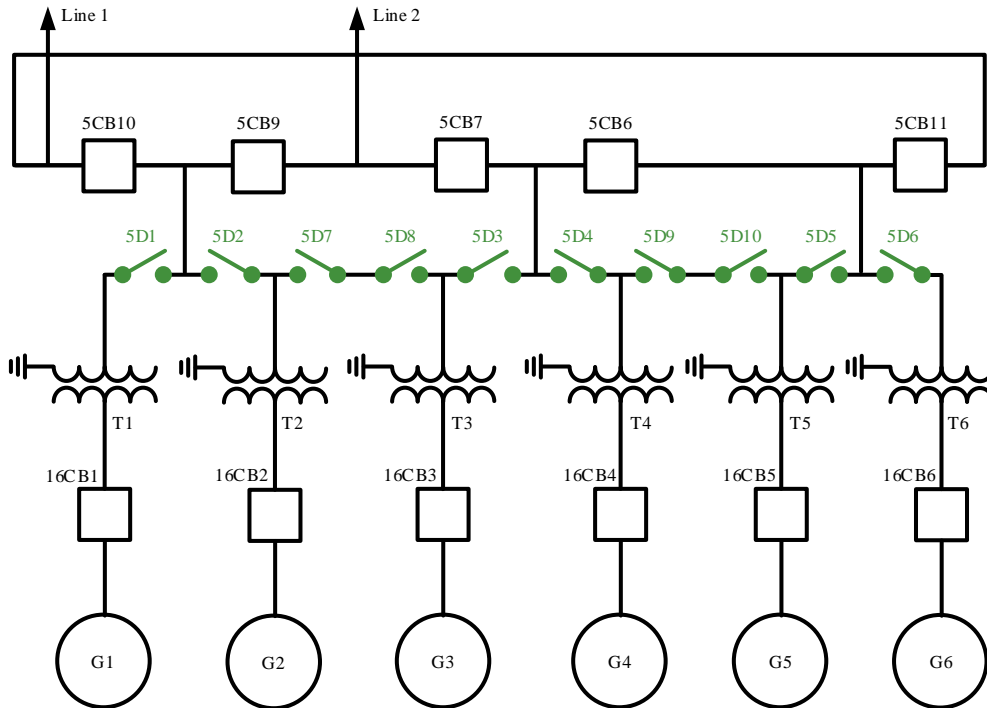 Line 1 Line 2
5CB10 5CB9 5CB7 5CB6 5CB11
5D1 5D2 5D7 5D8 5D3 5D4 5D9 5D10 5D5 5D6
T1 T2 T3 T4 T5 T6
16CB1 16CB2 16CB3 16CB4 16CB5 16CB6
G1 G2 G3 G4 G5 G6